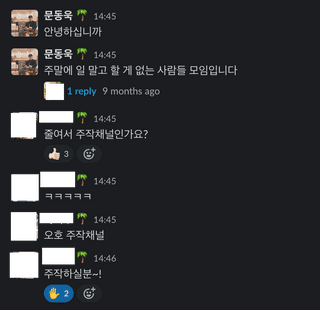 문동욱 14:45
안녕하십니까
문동욱 14:45
주말에 일 말고 할 게 없는 사람들 모임입니다
1 reply 9 months ago
14:45
줄여서 주작채널인가요?
3
14:45
ㅋㅋㅋㅋㅋ
14:45
오호 주작채널
14:46
주작하실분~!
2